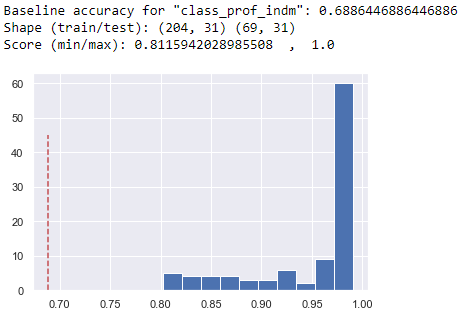 Baseline accuracy for "class_prof_indm": 0.6886446886446886
Shape (train/test): (204, 31) (69, 31)
Score (min/max): 0.8115942028985508  ,  1.0
60
50
40
30
20
10
0
0.70 0.75 0.80 0.85 0.90 0.95 1.00